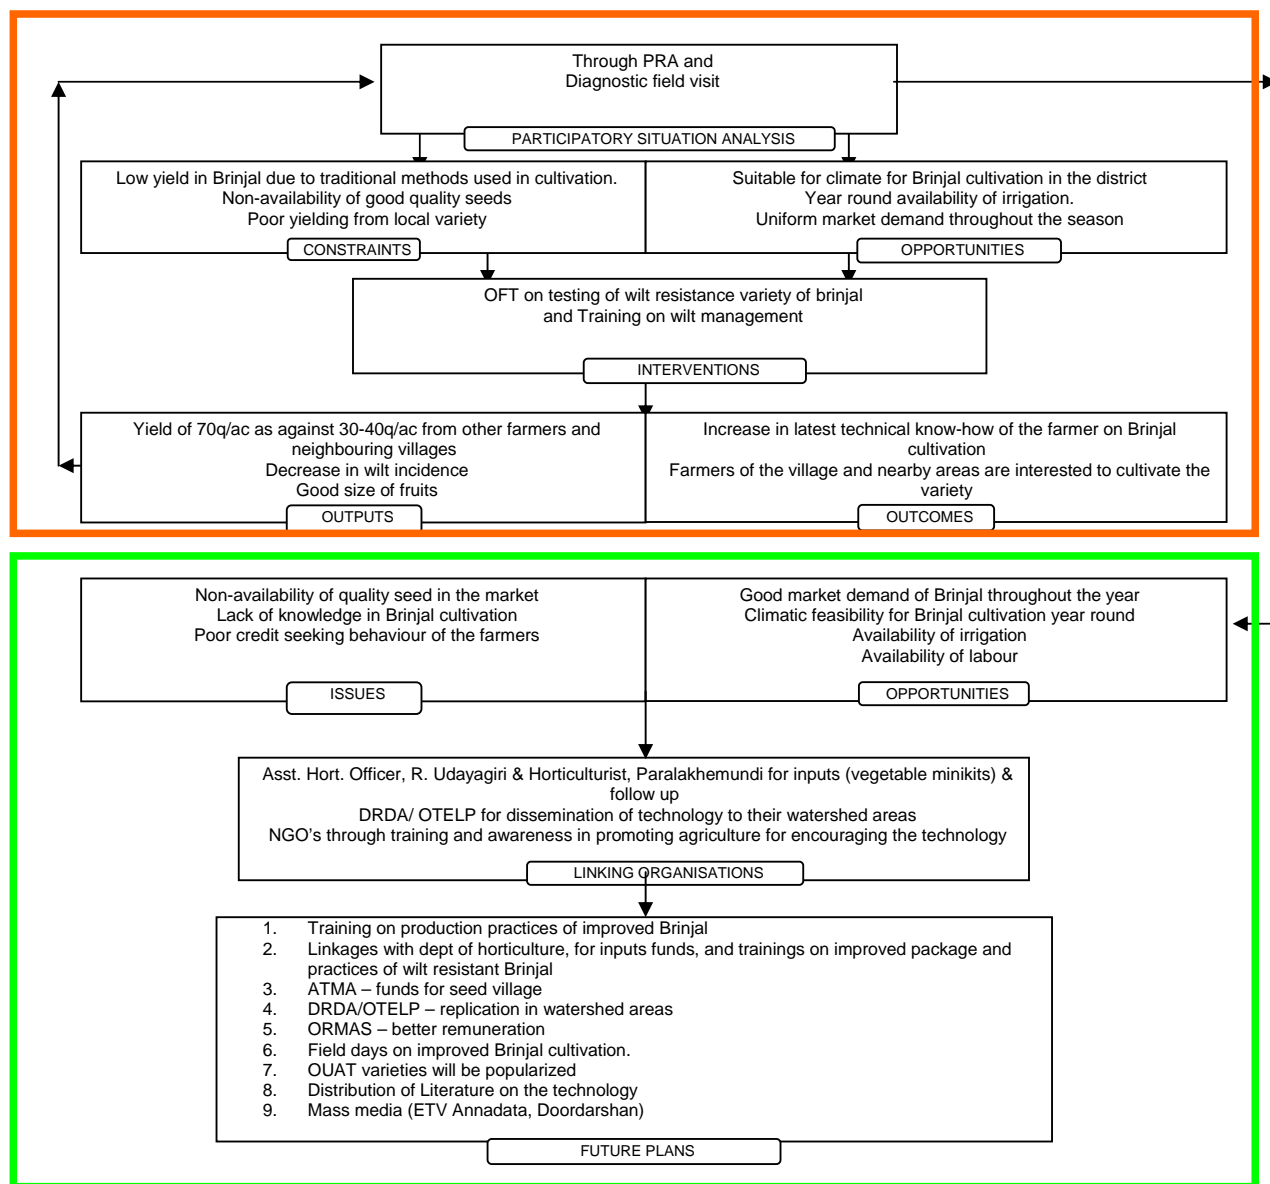 Through PRA and
Diagnostic field visit
PARTICIPATORY SITUATION ANALYSIS
Low yield in Brinjal due to traditional methods used in cultivation.
Non-availability of good quality seeds
Poor yielding from local variety
CONSTRAINTS
Suitable for climate for Brinjal cultivation in the district
Year round availability of irrigation.
Uniform market demand throughout the season
OPPORTUNITIES
OFT on testing of wilt resistance variety of brinjal
and Training on wilt management
INTERVENTIONS
Yield of 70q/ac as against 30-40q/ac from other farmers and
neighbouring villages
Decrease in wilt incidence
Good size of fruits
OUTPUTS
Increase in latest technical know-how of the farmer on Brinjal
cultivation
Farmers of the village and nearby areas are interested to cultivate the
variety
OUTCOMES
Non-availability of quality seed in the market
Lack of knowledge in Brinjal cultivation
Poor credit seeking behaviour of the farmers
ISSUES
Good market demand of Brinjal throughout the year
Climatic feasibility for Brinjal cultivation year round
Availability of irrigation
Availability of labour
OPPORTUNITIES
Asst. Hort. Officer, R. Udayagiri & Horticulturist, Paralakhemundi for inputs (vegetable minikits) &
follow up
DRDA/ OTELP for dissemination of technology to their watershed areas
NGO's through training and awareness in promoting agriculture for encouraging the technology
LINKING ORGANISATIONS
1. Training on production practices of improved Brinjal
2. Linkages with dept of horticulture, for inputs funds, and trainings on improved package and
practices of wilt resistant Brinjal
3. ATMA – funds for seed village
4. DRDA/OTELP – replication in watershed areas
5. ORMAS – better remuneration
6. Field days on improved Brinjal cultivation.
7. OUAT varieties will be popularized
8. Distribution of Literature on the technology
9. Mass media (ETV Annadata, Doordarshan)
FUTURE PLANS